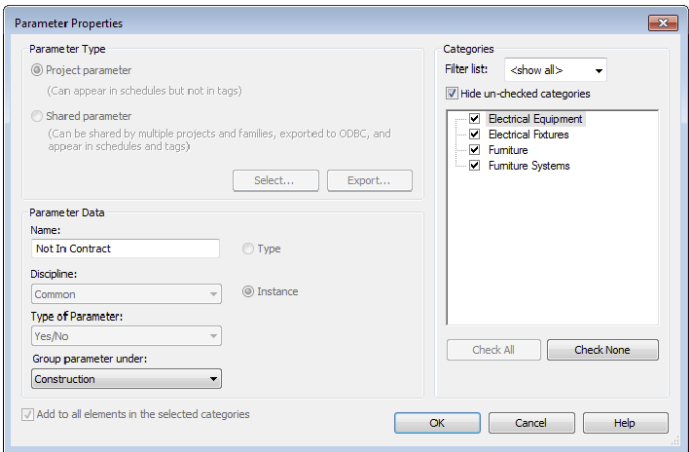 Parameter Properties
Parameter Type
Project parameter
(Can appear in schedules but not in tags)
Shared parameter
(Can be shared by multiple projects and families, exported to ODBC, and
appear in schedules and tags)
Select...
Export...
Parameter Data
Name:
Not In Contract
Type
Discipline:
Common
Instance
Type of Parameter:
Yes/No
Group parameter under:
Construction
Add to all elements in the selected categories
Categories
Filter list:
<show all>
Hide un-checked categories
Electrical Equipment
Electrical Fixtures
Furniture
Furniture Systems
Check All
Check None
OK
Cancel
Help